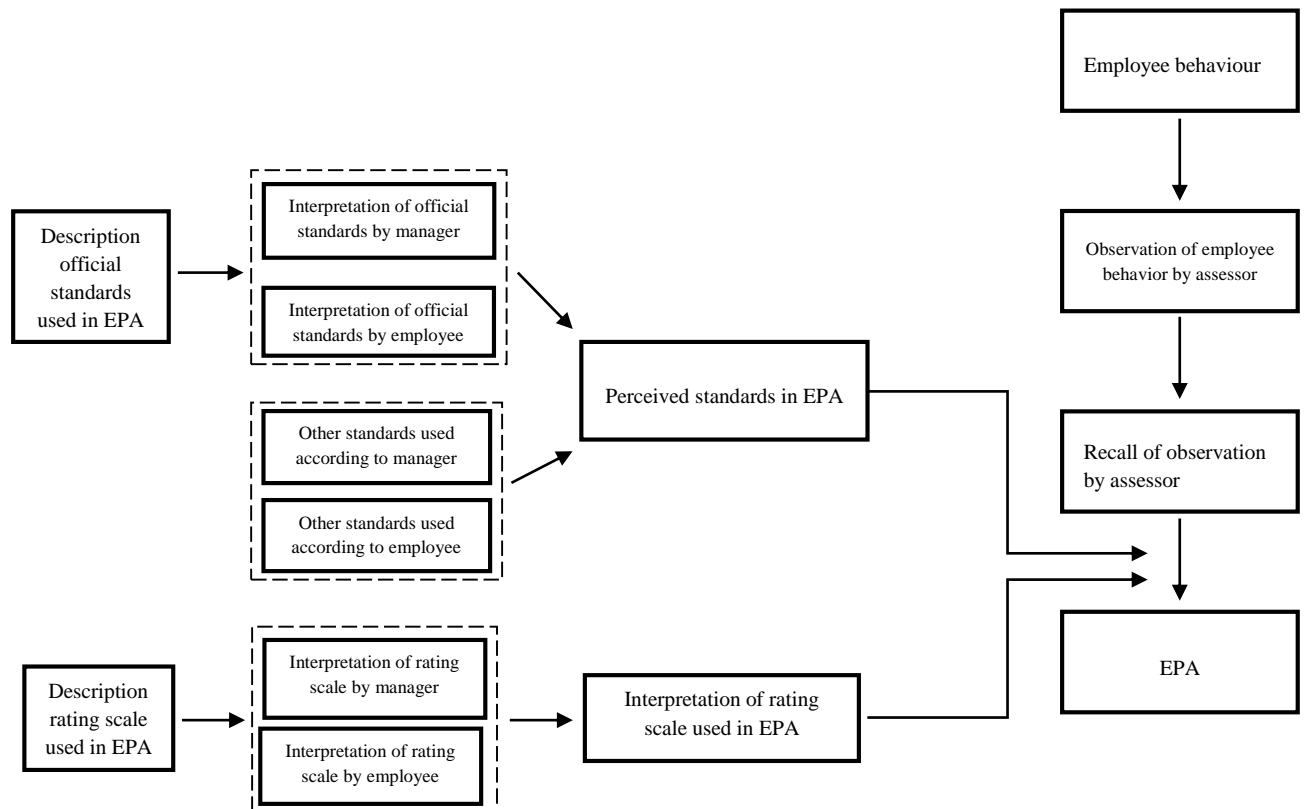 Employee behaviour
Interpretation of official
standards by manager
Description
official
standards
used in EPA
Observation of employee
behavior by assessor
Interpretation of official
standards by employee
Perceived standards in EPA
Other standards used
according to manager
Recall of observation
by assessor
Other standards used
according to employee
Interpretation of rating
scale by manager
Description
rating scale
used in EPA
Interpretation of rating
scale used in EPA
EPA
Interpretation of rating
scale by employee